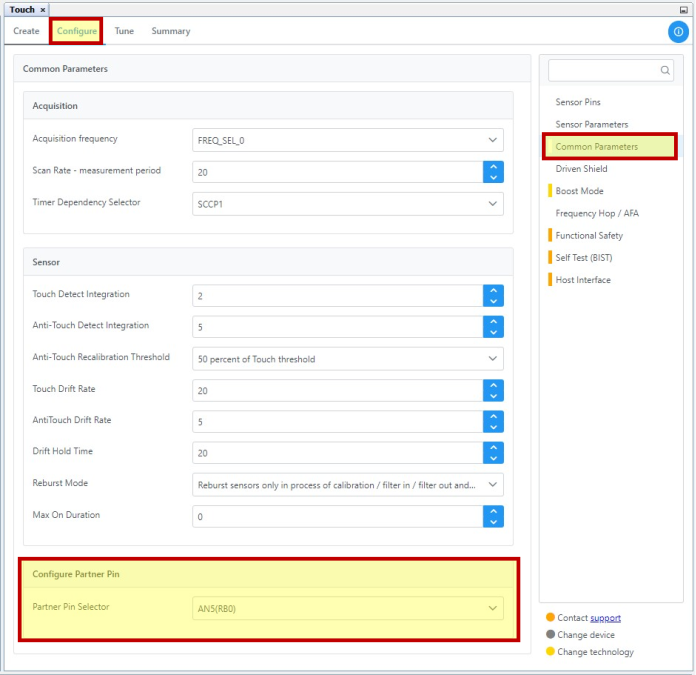 Touch ×
Create Configure Tune Summary
Common Parameters
Acquisition
Acquisition frequency FREQ_SEL_0
Scan Rate - measurement period 20
Timer Dependency Selector SCCP1
Sensor
Touch Detect Integration 2
Anti-Touch Detect Integration 5
Anti-Touch Recalibration Threshold 50 percent of Touch threshold
Touch Drift Rate 20
AntiTouch Drift Rate 5
Drift Hold Time 20
Reburst Mode Reburst sensors only in process of calibration / filter in / filter out and...
Max On Duration 0
Configure Partner Pin
Partner Pin Selector AN5(RB0)
Sensor Pins
Sensor Parameters
Common Parameters
Driven Shield
Boost Mode
Frequency Hop / AFA
Functional Safety
Self Test (BIST)
Host Interface
Contact support
Change device
Change technology